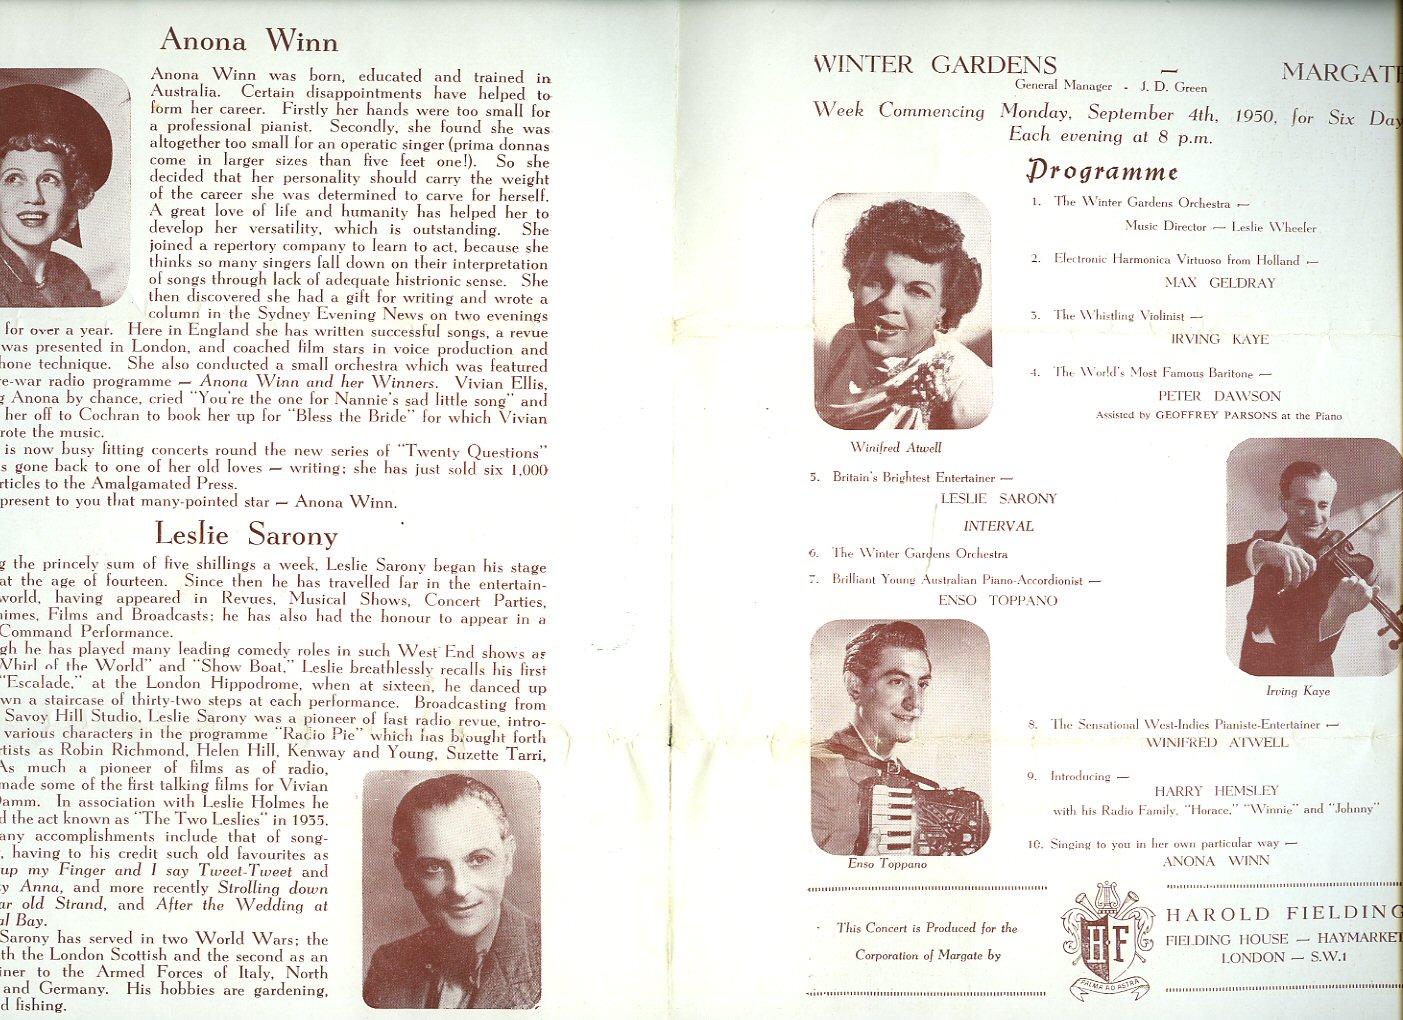 Anona Winn
Anona Winn was born, educated and trained in
Australia. Certain disappointments have helped to
form her career. Firstly her hands were too small for
a professional pianist. Secondly, she found she was
altogether too small for an operatic singer (prima donnas
come in larger sizes than five feet one!). So she
decided that her personality should carry the weight
of the career she was determined to carve for herself.
A great love of life and humanity has helped her to
develop her versatility, which is outstanding. She
joined a repertory company to learn to act, because she
thinks so many singers fall down on their interpretation
of songs through lack of adequate histrionic sense. She
then discovered she had a gift for writing and wrote a
column in the Sydney Evening News on two evenings
for over a year. Here in England she has written successful songs, a revue
was presented in London, and coached film stars in voice production and
hone technique. She also conducted a small orchestra which was featured
e-war radio programme — Anona Winn and her Winners. Vivian Ellis,
g Anona by chance, cried "You're the one for Nannie's sad little song" and
her off to Cochran to book her up for "Bless the Bride" for which Vivian
rote the music.
is now busy fitting concerts round the new series of "Twenty Questions"
s gone back to one of her old loves — writing; she has just sold six 1,000
rticles to the Amalgamated Press.
present to you that many-pointed star — Anona Winn.
Leslie Sarony
g the princely sum of five shillings a week, Leslie Sarony began his stage
at the age of fourteen. Since then he has travelled far in the entertain-
world, having appeared in Revues, Musical Shows, Concert Parties,
imes, Films and Broadcasts; he has also had the honour to appear in a
Command Performance.
gh he has played many leading comedy roles in such West End shows as
Whirl of the World" and "Show Boat," Leslie breathlessly recalls his first
"Escalade," at the London Hippodrome, when at sixteen, he danced up
wn a staircase of thirty-two steps at each performance. Broadcasting from
Savoy Hill Studio, Leslie Sarony was a pioneer of fast radio revue, intro-
various characters in the programme "Radio Pie" which has brought forth
rtists as Robin Richmond, Helen Hill, Kenway and Young, Suzette Tarri,
As much a pioneer of films as of radio,
made some of the first talking films for Vivian
Damm. In association with Leslie Holmes he
d the act known as "The Two Leslies" in 1935.
any accomplishments include that of song-
, having to his credit such old favourites as
up my Finger and I say Tweet-Tweet and
y Anna, and more recently Strolling down
ar old Strand, and After the Wedding at
al Bay.
Sarony has served in two World Wars; the
th the London Scottish and the second as an
iner to the Armed Forces of Italy, North
and Germany. His hobbies are gardening,
d fishing.
WINTER GARDENS — MARGATE
General Manager - J. D. Green
Week Commencing Monday, September 4th, 1950, for Six Day
Each evening at 8 p.m.
Programme
1. The Winter Gardens Orchestra —
Music Director — Leslie Wheeler
2. Electronic Harmonica Virtuoso from Holland —
MAX GELDRAY
3. The Whistling Violinist —
IRVING KAYE
4. The World's Most Famous Baritone —
PETER DAWSON
Assisted by GEOFFREY PARSONS at the Piano
Winifred Atwell
5. Britain's Brightest Entertainer —
LESLIE SARONY
INTERVAL
6. The Winter Gardens Orchestra
7. Brilliant Young Australian Piano-Accordionist —
ENSO TOPPANO
Irving Kaye
8. The Sensational West-Indies Pianiste-Entertainer —
WINIFRED ATWELL
9. Introducing —
HARRY HEMSLEY
with his Radio Family, "Horace," "Winnie" and "Johnny"
10. Singing to you in her own particular way —
ANONA WINN
Enso Toppano
This Concert is Produced for the
Corporation of Margate by
H F
PALMA AD ASTRA
HAROLD FIELDING
FIELDING HOUSE — HAYMARKET
LONDON — S.W.1